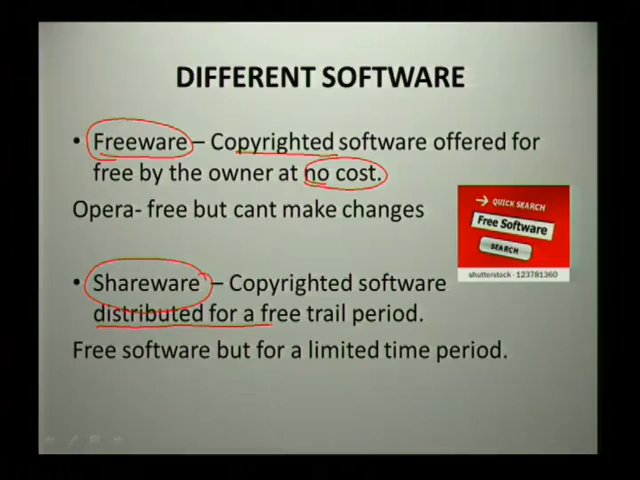 DIFFERENT SOFTWARE
• Freeware – Copyrighted software offered for
free by the owner at no cost.
Opera- free but cant make changes
QUICK SEARCH
Free Software
SEARCH
shutterstock · 123781360
• Shareware – Copyrighted software
distributed for a free trail period.
Free software but for a limited time period.